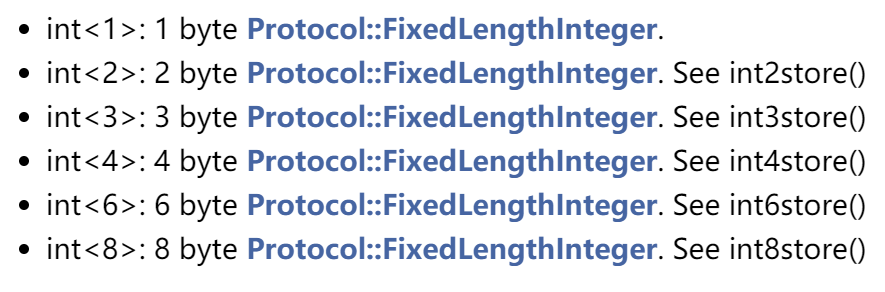 • int<1>: 1 byte Protocol::FixedLengthInteger.
• int<2>: 2 byte Protocol::FixedLengthInteger. See int2store()
• int<3>: 3 byte Protocol::FixedLengthInteger. See int3store()
• int<4>: 4 byte Protocol::FixedLengthInteger. See int4store()
• int<6>: 6 byte Protocol::FixedLengthInteger. See int6store()
• int<8>: 8 byte Protocol::FixedLengthInteger. See int8store()